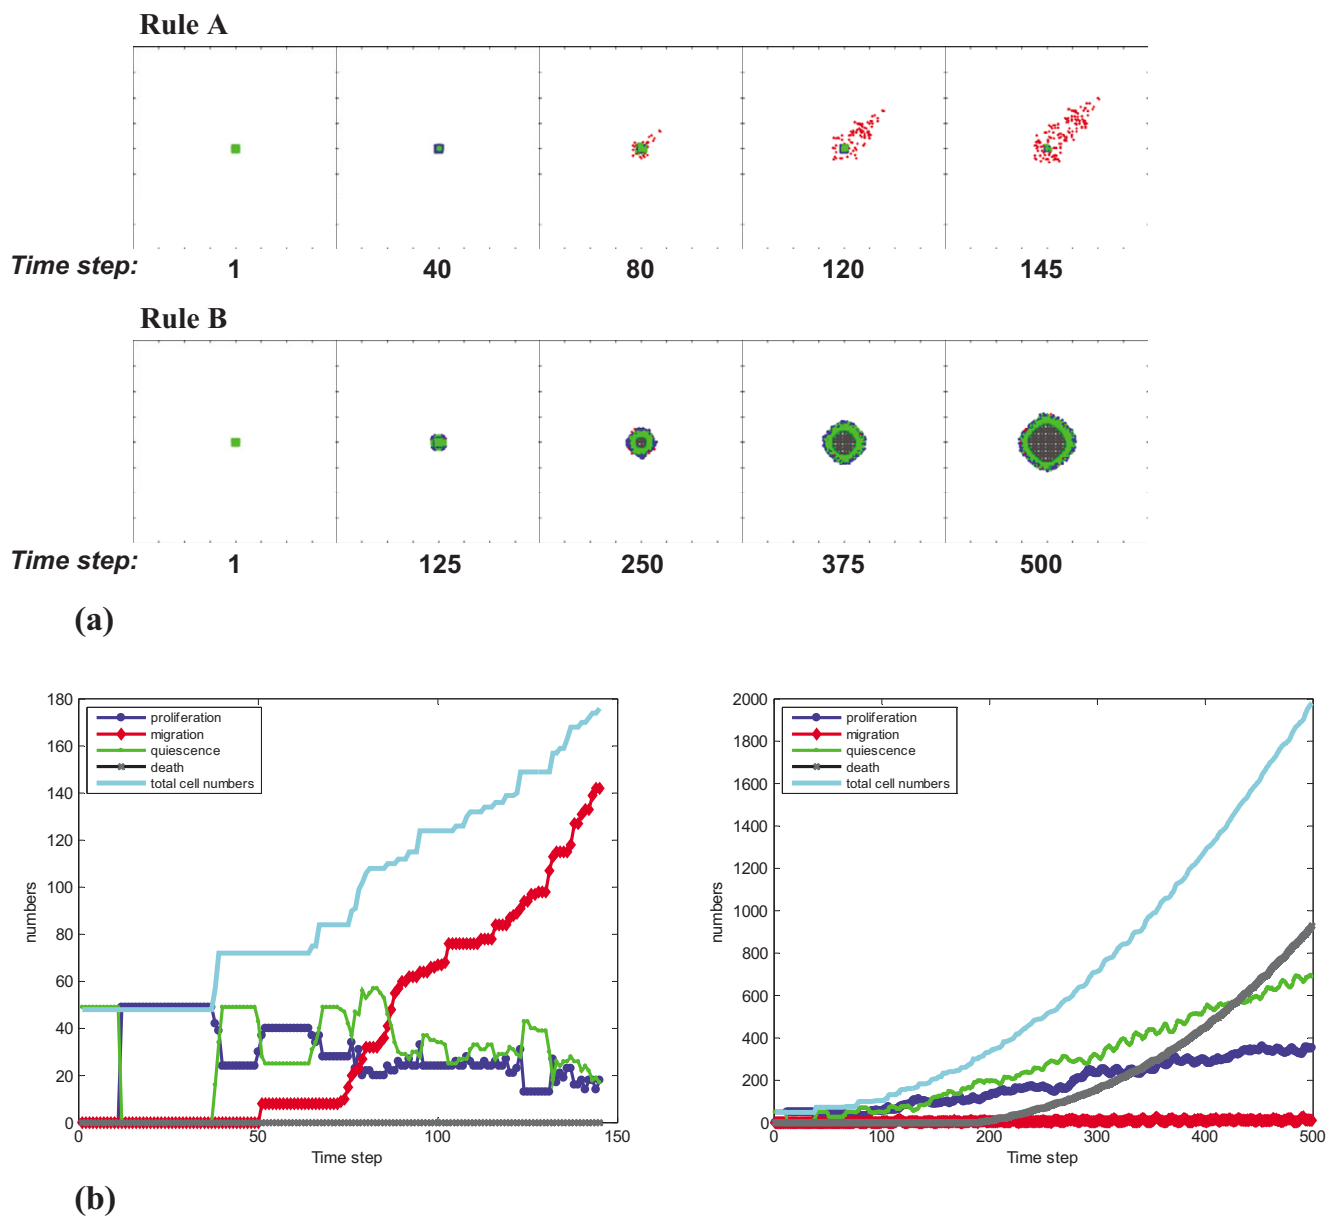 Rule A
Time step: 1 40 80 120 145
Rule B
Time step: 1 125 250 375 500
(a)
180
160
140
120
100
80
60
40
20
0
0 50 100 150
numbers
Time step
proliferation
migration
quiescence
death
total cell numbers
2000
1800
1600
1400
1200
1000
800
600
400
200
0
0 100 200 300 400 500
numbers
Time step
proliferation
migration
quiescence
death
total cell numbers
(b)